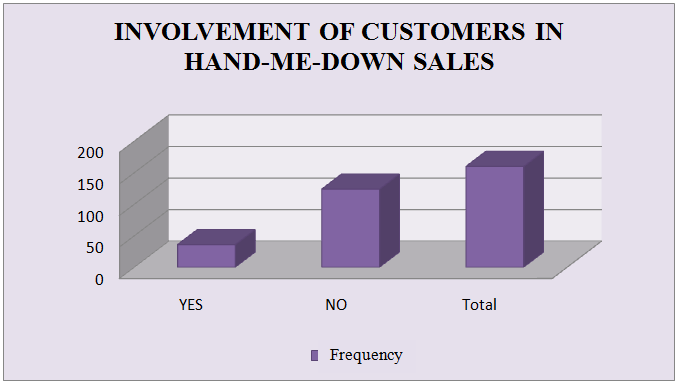 INVOLVEMENT OF CUSTOMERS IN
HAND-ME-DOWN SALES
200
150
100
50
0
YES NO Total
Frequency